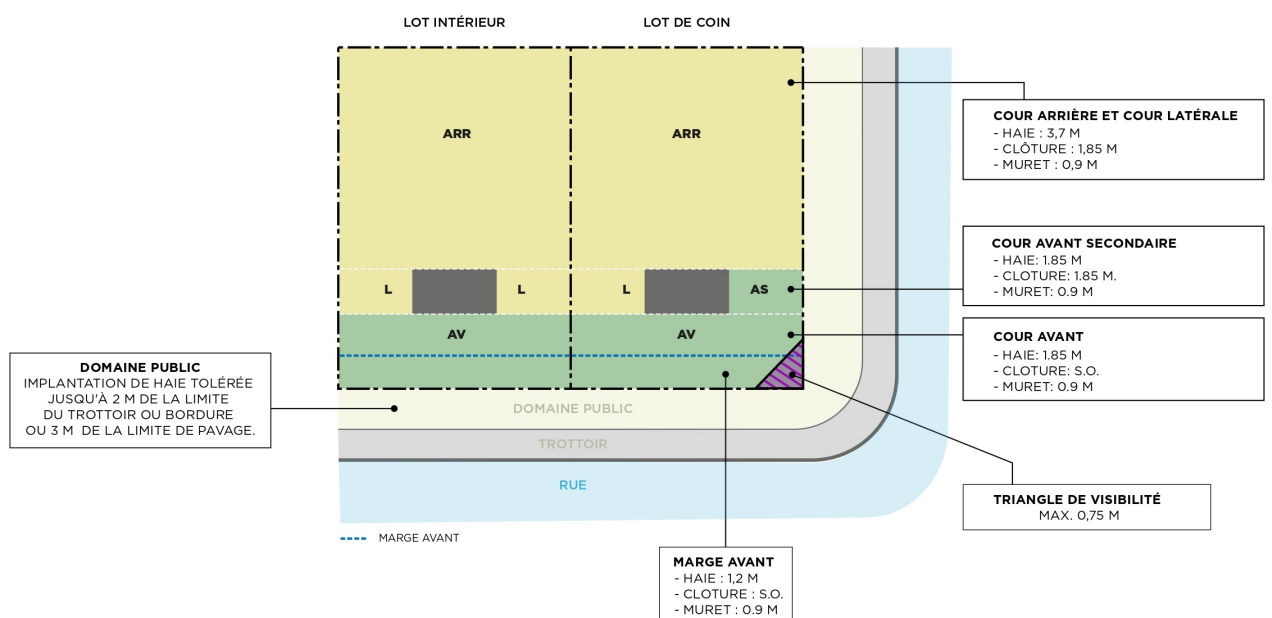 LOT INTÉRIEUR
LOT DE COIN
ARR
ARR
COUR ARRIÈRE ET COUR LATÉRALE
- HAIE : 3,7 M
- CLÔTURE : 1,85 M
- MURET : 0,9 M
COUR AVANT SECONDAIRE
- HAIE: 1.85 M
- CLOTURE: 1.85 M.
- MURET: 0.9 M
L
L
L
AS
AV
AV
COUR AVANT
- HAIE: 1.85 M
- CLOTURE: S.O.
- MURET: 0.9 M
DOMAINE PUBLIC
IMPLANTATION DE HAIE TOLÉRÉE
JUSQU'À 2 M DE LA LIMITE
DU TROTTOIR OU BORDURE
OU 3 M DE LA LIMITE DE PAVAGE.
DOMAINE PUBLIC
TROTTOIR
RUE
TRIANGLE DE VISIBILITÉ
MAX. 0,75 M
MARGE AVANT
MARGE AVANT
- HAIE : 1,2 M
- CLOTURE : S.O.
- MURET : 0.9 M